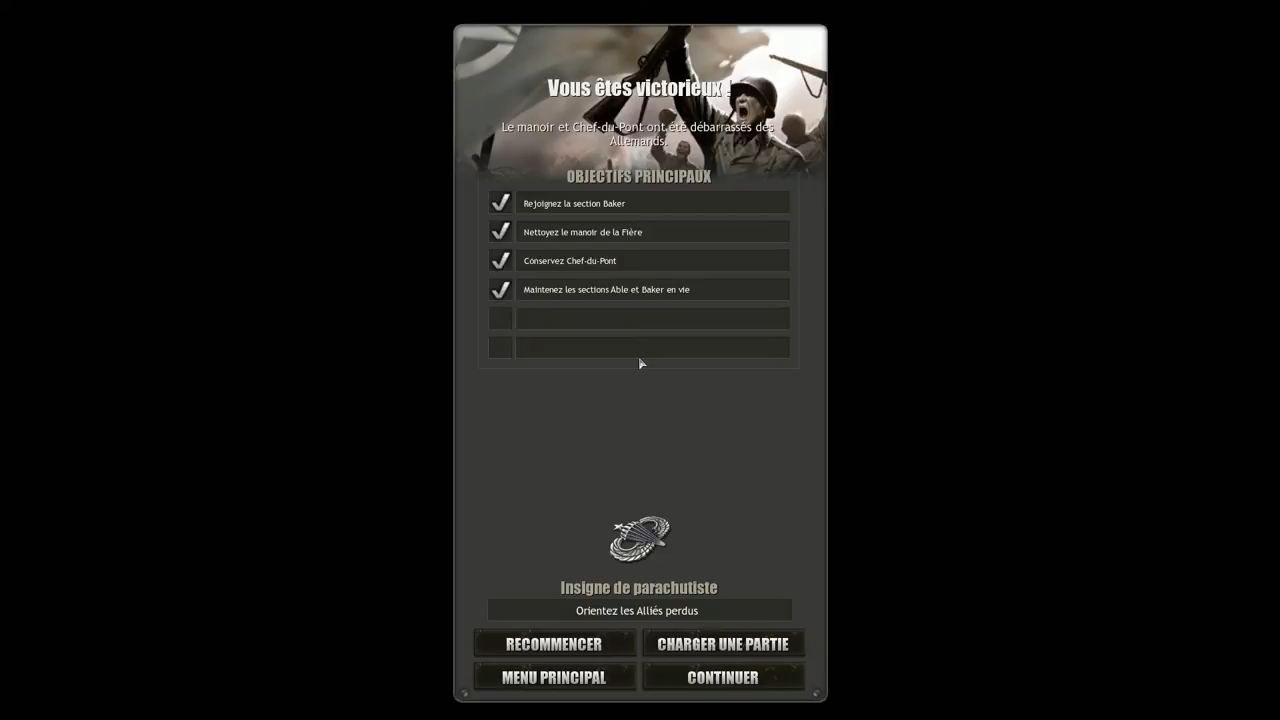 Vous êtes victorieux !
Le manoir et Chef-du-Pont ont été débarrassés des
Allemands.
OBJECTIFS PRINCIPAUX
Rejoignez la section Baker
Nettoyez le manoir de la Fière
Conservez Chef-du-Pont
Maintenez les sections Able et Baker en vie
Insigne de parachutiste
Orientez les Alliés perdus
RECOMMENCER
CHARGER UNE PARTIE
MENU PRINCIPAL
CONTINUER